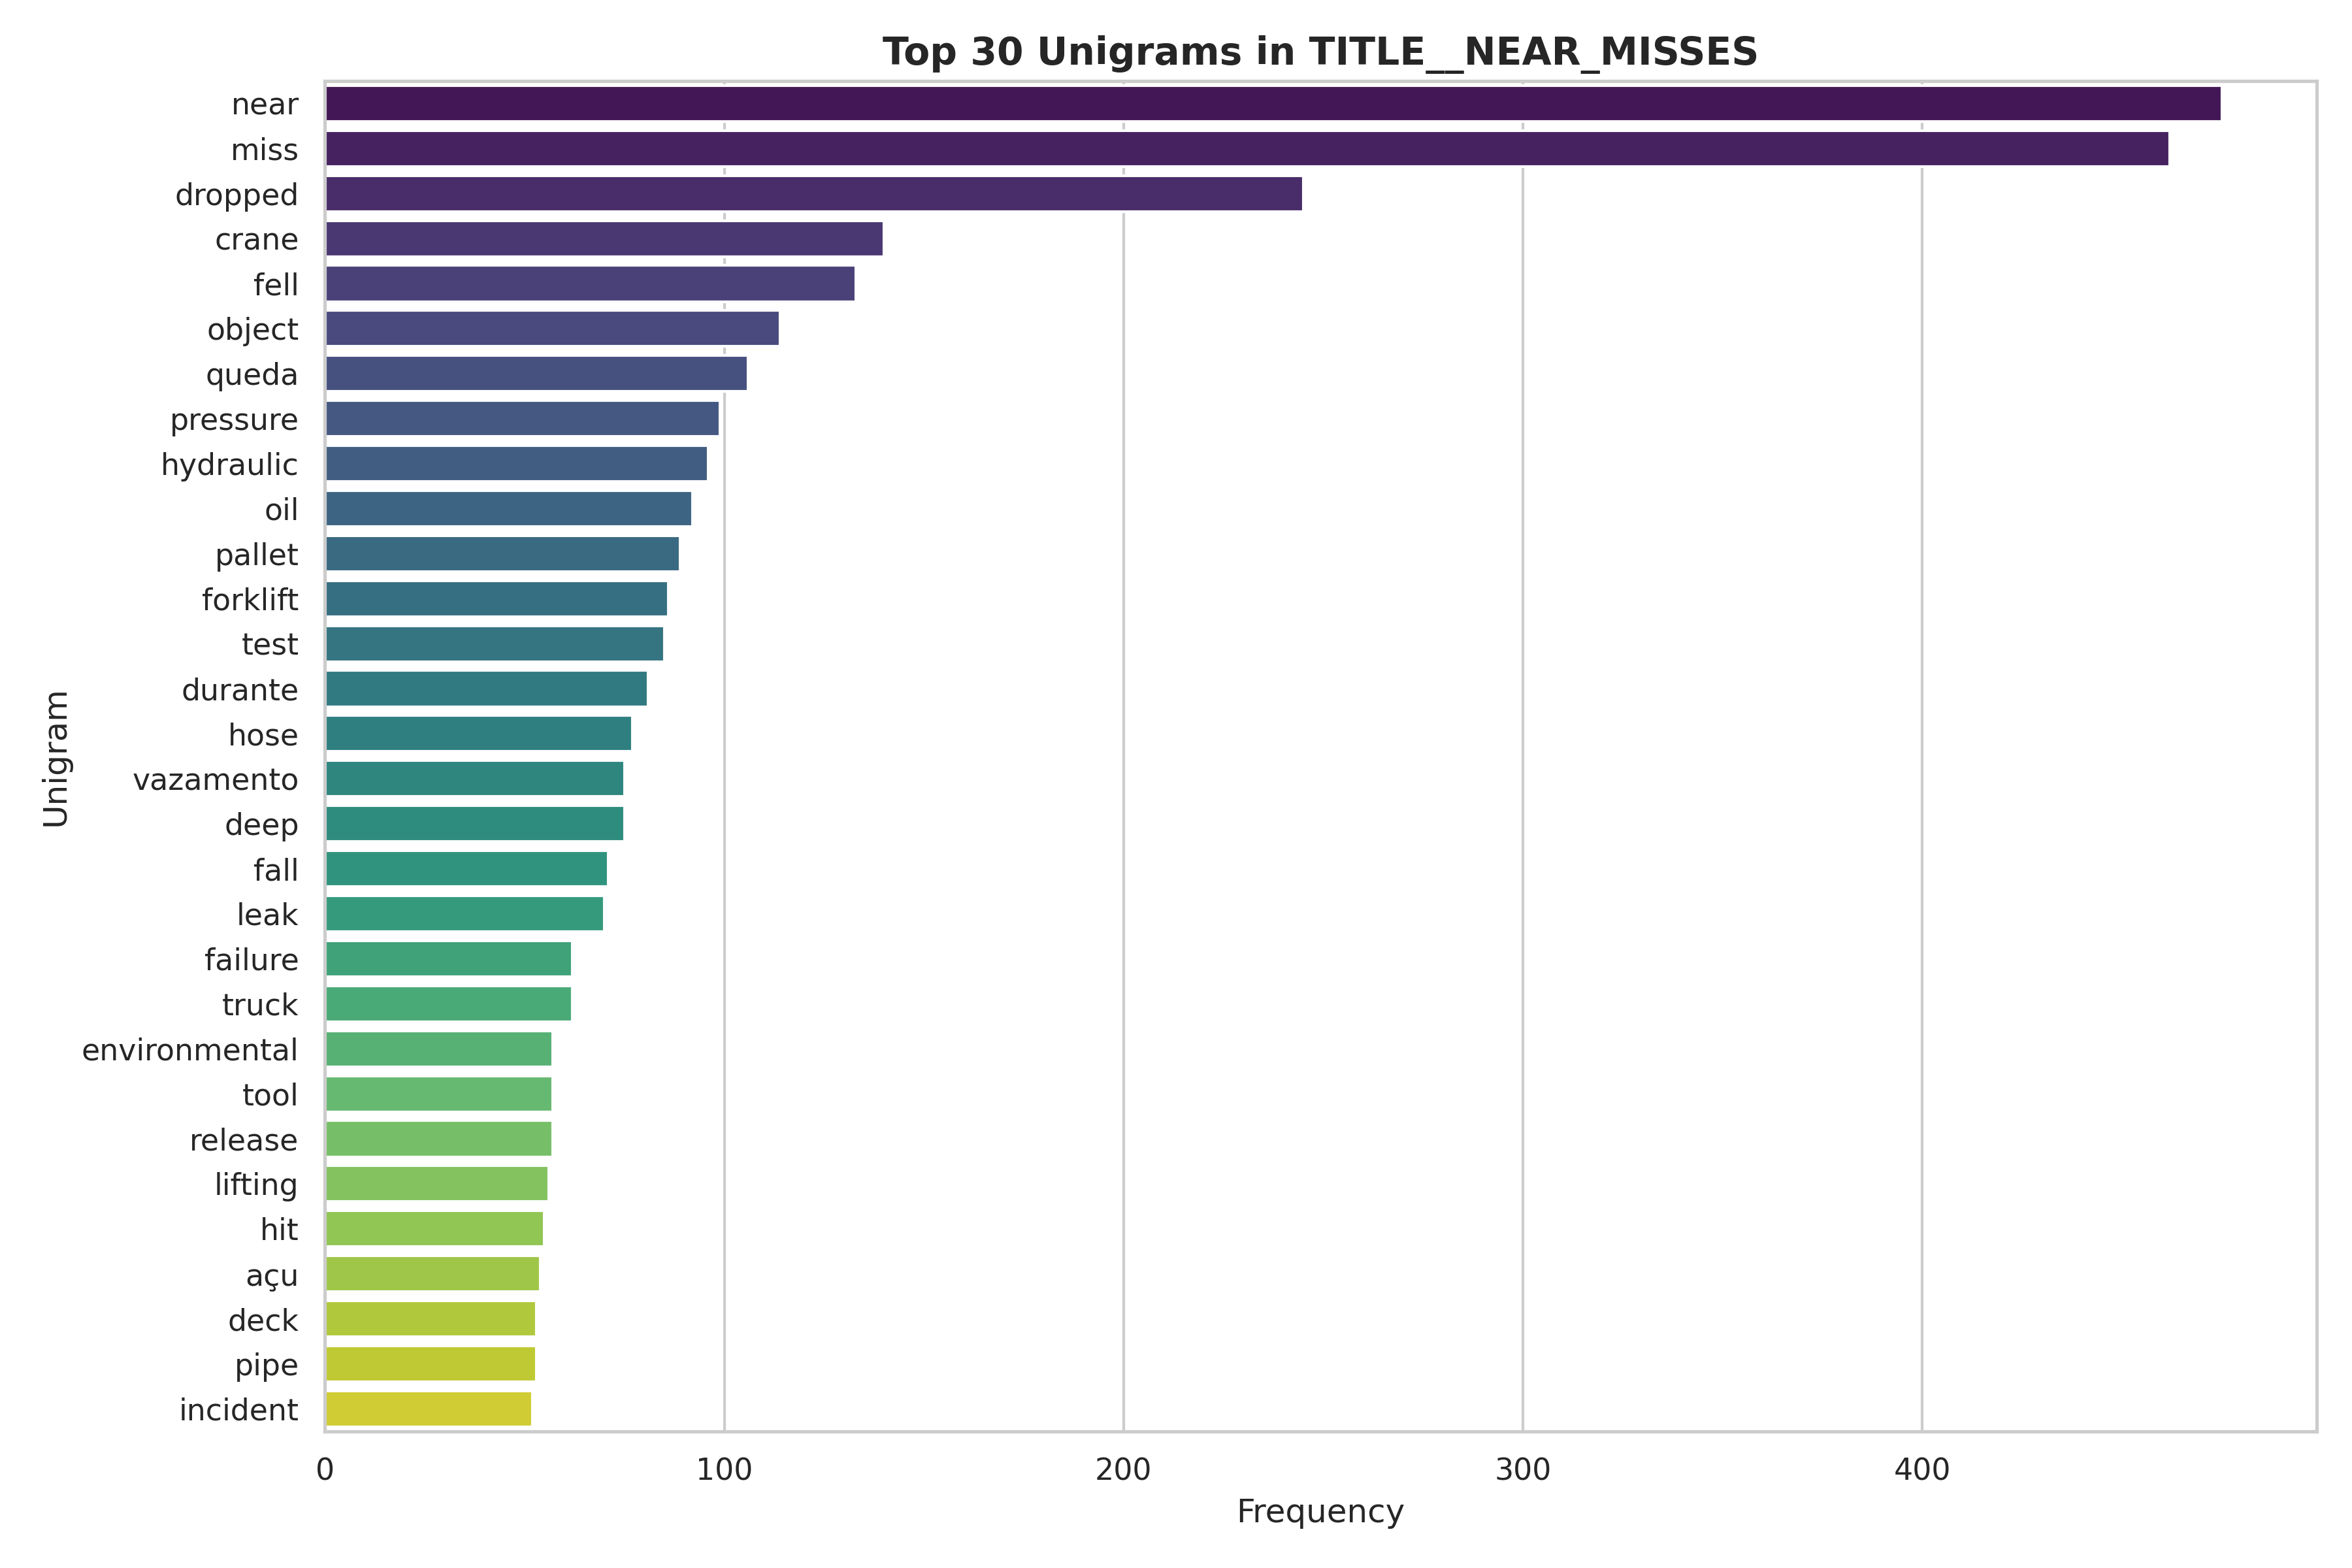 Top 30 Unigrams in TITLE__NEAR_MISSES
Unigram
near
miss
dropped
crane
fell
object
queda
pressure
hydraulic
oil
pallet
forklift
test
durante
hose
vazamento
deep
fall
leak
failure
truck
environmental
tool
release
lifting
hit
açu
deck
pipe
incident
0 100 200 300 400
Frequency